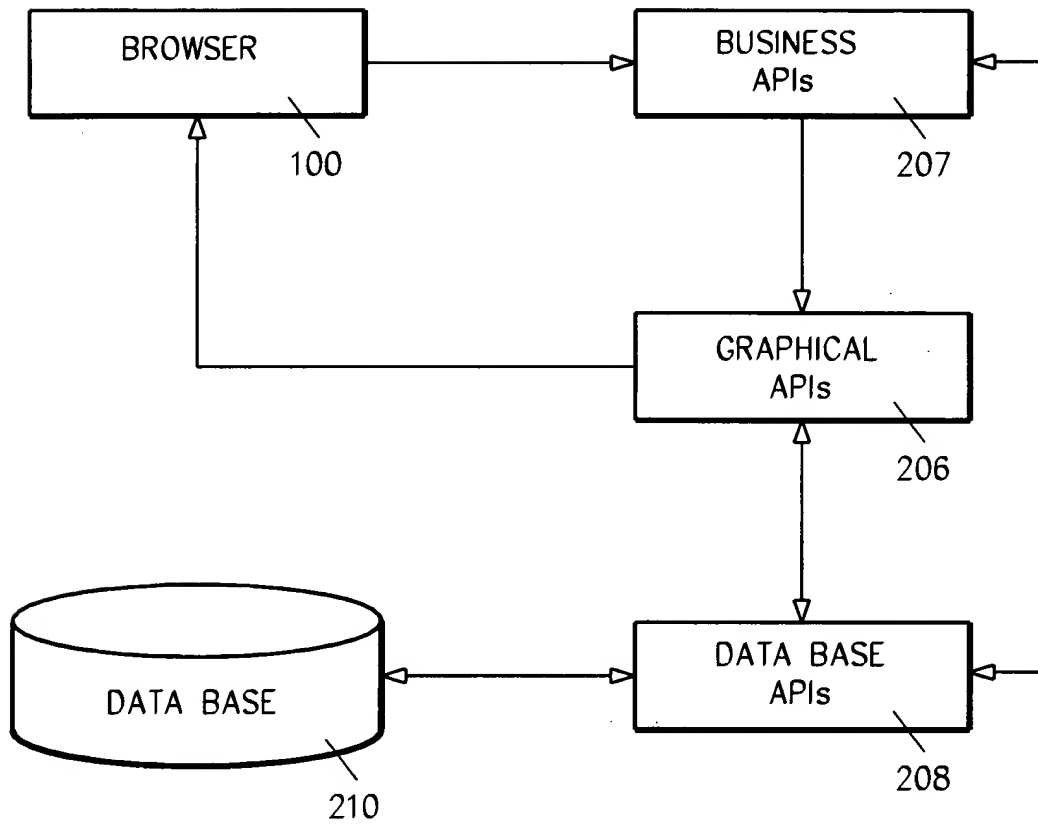 BROWSER
100
BUSINESS
APIs
207
GRAPHICAL
APIs
206
DATA BASE
210
DATA BASE
APIs
208